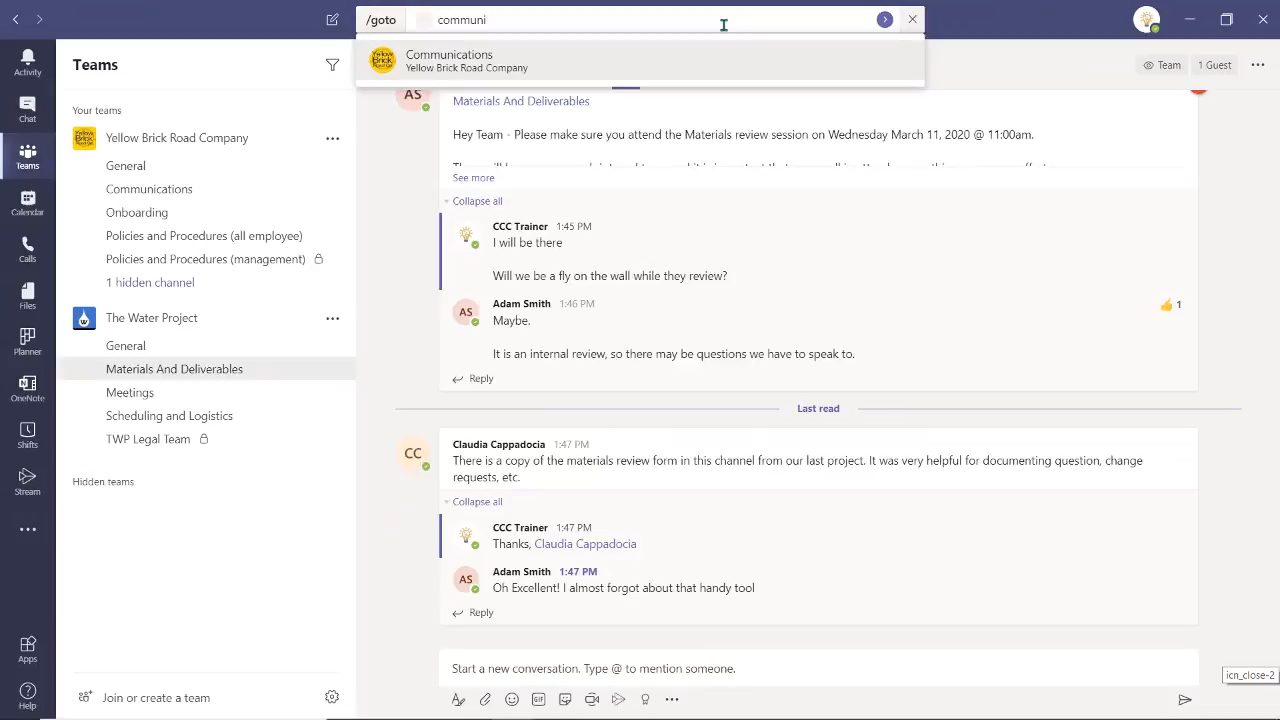 /goto communi
Communications
Yellow Brick Road Company
Activity
Chat
Teams
Calendar
Calls
Files
Planner
OneNote
Shifts
Stream
Apps
Help
Teams
Your teams
Yellow Brick Road Company
General
Communications
Onboarding
Policies and Procedures (all employee)
Policies and Procedures (management)
1 hidden channel
The Water Project
General
Materials And Deliverables
Meetings
Scheduling and Logistics
TWP Legal Team
Hidden teams
Join or create a team
Team
1 Guest
AS
Materials And Deliverables
Hey Team - Please make sure you attend the Materials review session on Wednesday March 11, 2020 @ 11:00am.
See more
Collapse all
CCC Trainer 1:45 PM
I will be there
Will we be a fly on the wall while they review?
AS
Adam Smith 1:46 PM
1
Maybe.
It is an internal review, so there may be questions we have to speak to.
Reply
Last read
CC
Claudia Cappadocia 1:47 PM
There is a copy of the materials review form in this channel from our last project. It was very helpful for documenting question, change
requests, etc.
Collapse all
CCC Trainer 1:47 PM
Thanks, Claudia Cappadocia
AS
Adam Smith 1:47 PM
Oh Excellent! I almost forgot about that handy tool
Reply
Start a new conversation. Type @ to mention someone.
GIF
icn_close-2